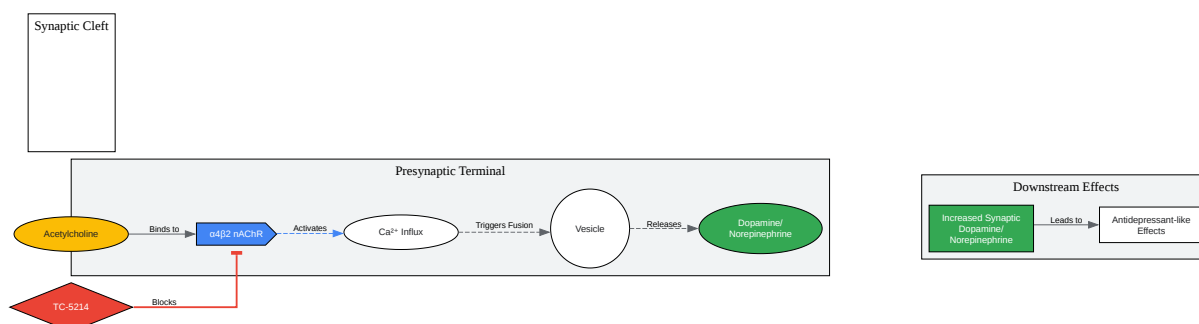 Synaptic Cleft
Presynaptic Terminal
Acetylcholine
Binds to
α4β2 nAChR
Activates
Ca²⁺ Influx
Triggers Fusion
Vesicle
Releases
Dopamine/
Norepinephrine
TC-5214
Blocks
Downstream Effects
Increased Synaptic
Dopamine/
Norepinephrine
Leads to
Antidepressant-like
Effects